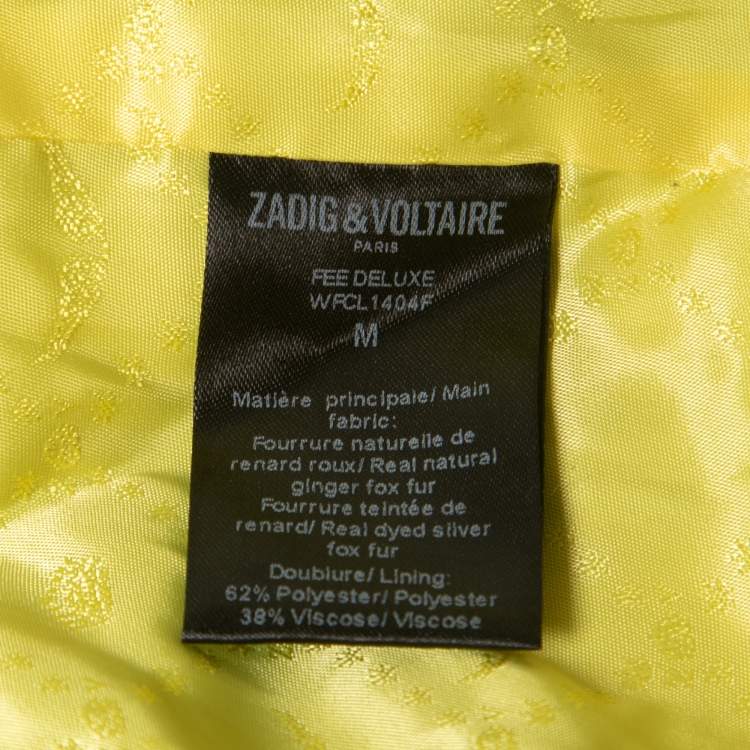 ZADIG & VOLTAIRE
PARIS
FEE DELUXE
WFCL1404F
M
Matière principale/ Main
fabric:
Fourrure naturelle de
renard roux/ Real natural
ginger fox fur
Fourrure teintée de
renard/ Real dyed silver
fox fur
Doublure/ Lining:
62% Polyester/ Polyester
38% Viscose/ Viscose